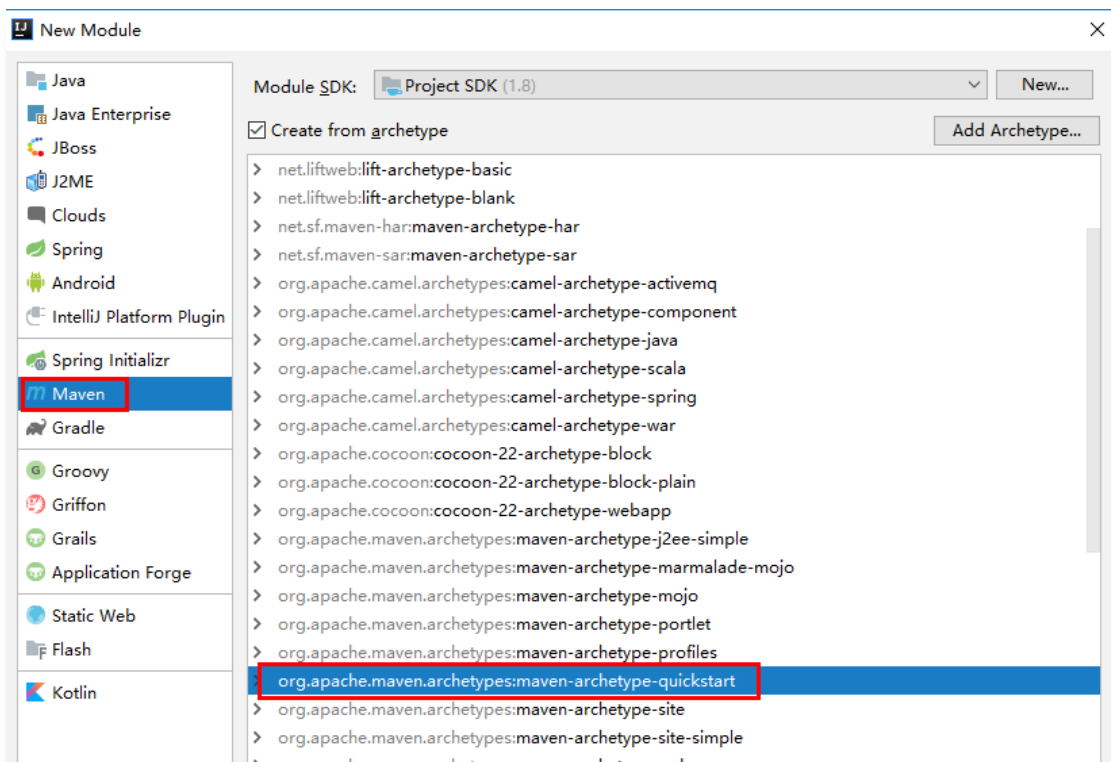 New Module
Java
Java Enterprise
JBoss
J2ME
Clouds
Spring
Android
IntelliJ Platform Plugin
Spring Initializr
Maven
Gradle
Groovy
Griffon
Grails
Application Forge
Static Web
Flash
Kotlin
Module SDK: Project SDK (1.8) New...
Create from archetype Add Archetype...
net.liftweb:lift-archetype-basic
net.liftweb:lift-archetype-blank
net.sf.maven-har:maven-archetype-har
net.sf.maven-sar:maven-archetype-sar
org.apache.camel.archetypes:camel-archetype-activemq
org.apache.camel.archetypes:camel-archetype-component
org.apache.camel.archetypes:camel-archetype-java
org.apache.camel.archetypes:camel-archetype-scala
org.apache.camel.archetypes:camel-archetype-spring
org.apache.camel.archetypes:camel-archetype-war
org.apache.cocoon:cocoon-22-archetype-block
org.apache.cocoon:cocoon-22-archetype-block-plain
org.apache.cocoon:cocoon-22-archetype-webapp
org.apache.maven.archetypes:maven-archetype-j2ee-simple
org.apache.maven.archetypes:maven-archetype-marmalade-mojo
org.apache.maven.archetypes:maven-archetype-mojo
org.apache.maven.archetypes:maven-archetype-portlet
org.apache.maven.archetypes:maven-archetype-profiles
org.apache.maven.archetypes:maven-archetype-quickstart
org.apache.maven.archetypes:maven-archetype-site
org.apache.maven.archetypes:maven-archetype-site-simple